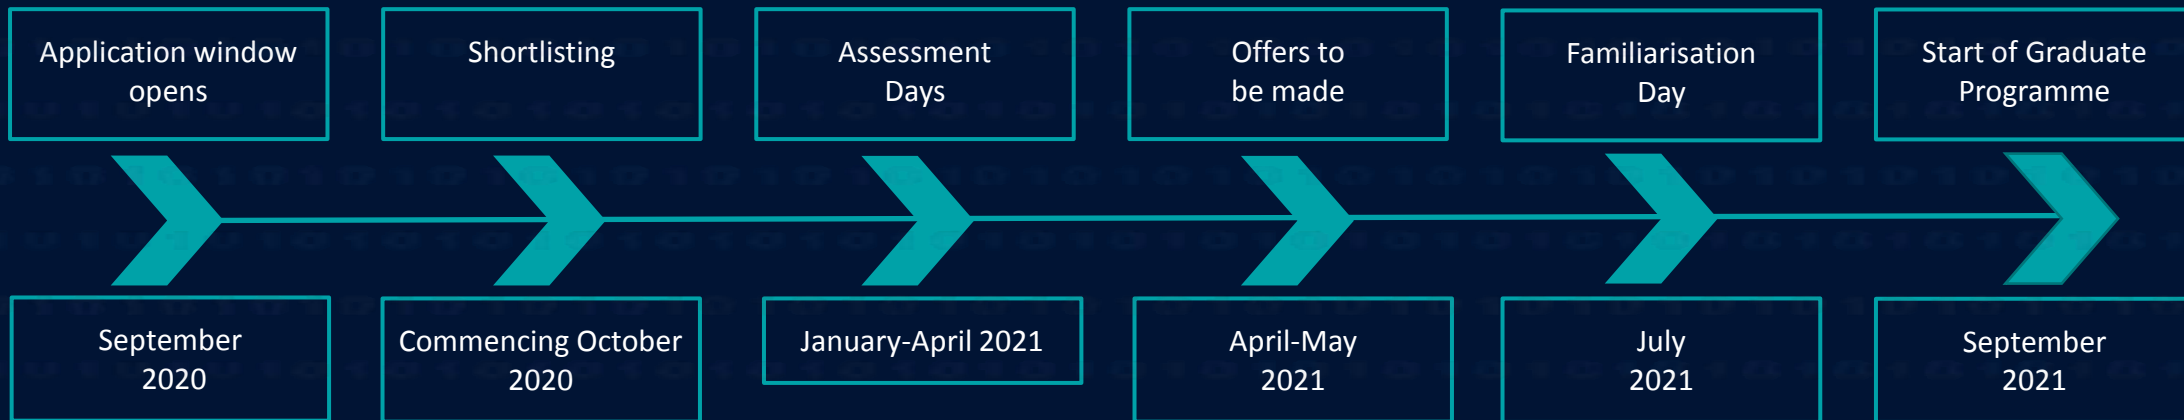 Application window
opens
Shortlisting
Assessment
Days
Offers to
be made
Familiarisation
Day
Start of Graduate
Programme
September
2020
Commencing October
2020
January-April 2021
April-May
2021
July
2021
September
2021